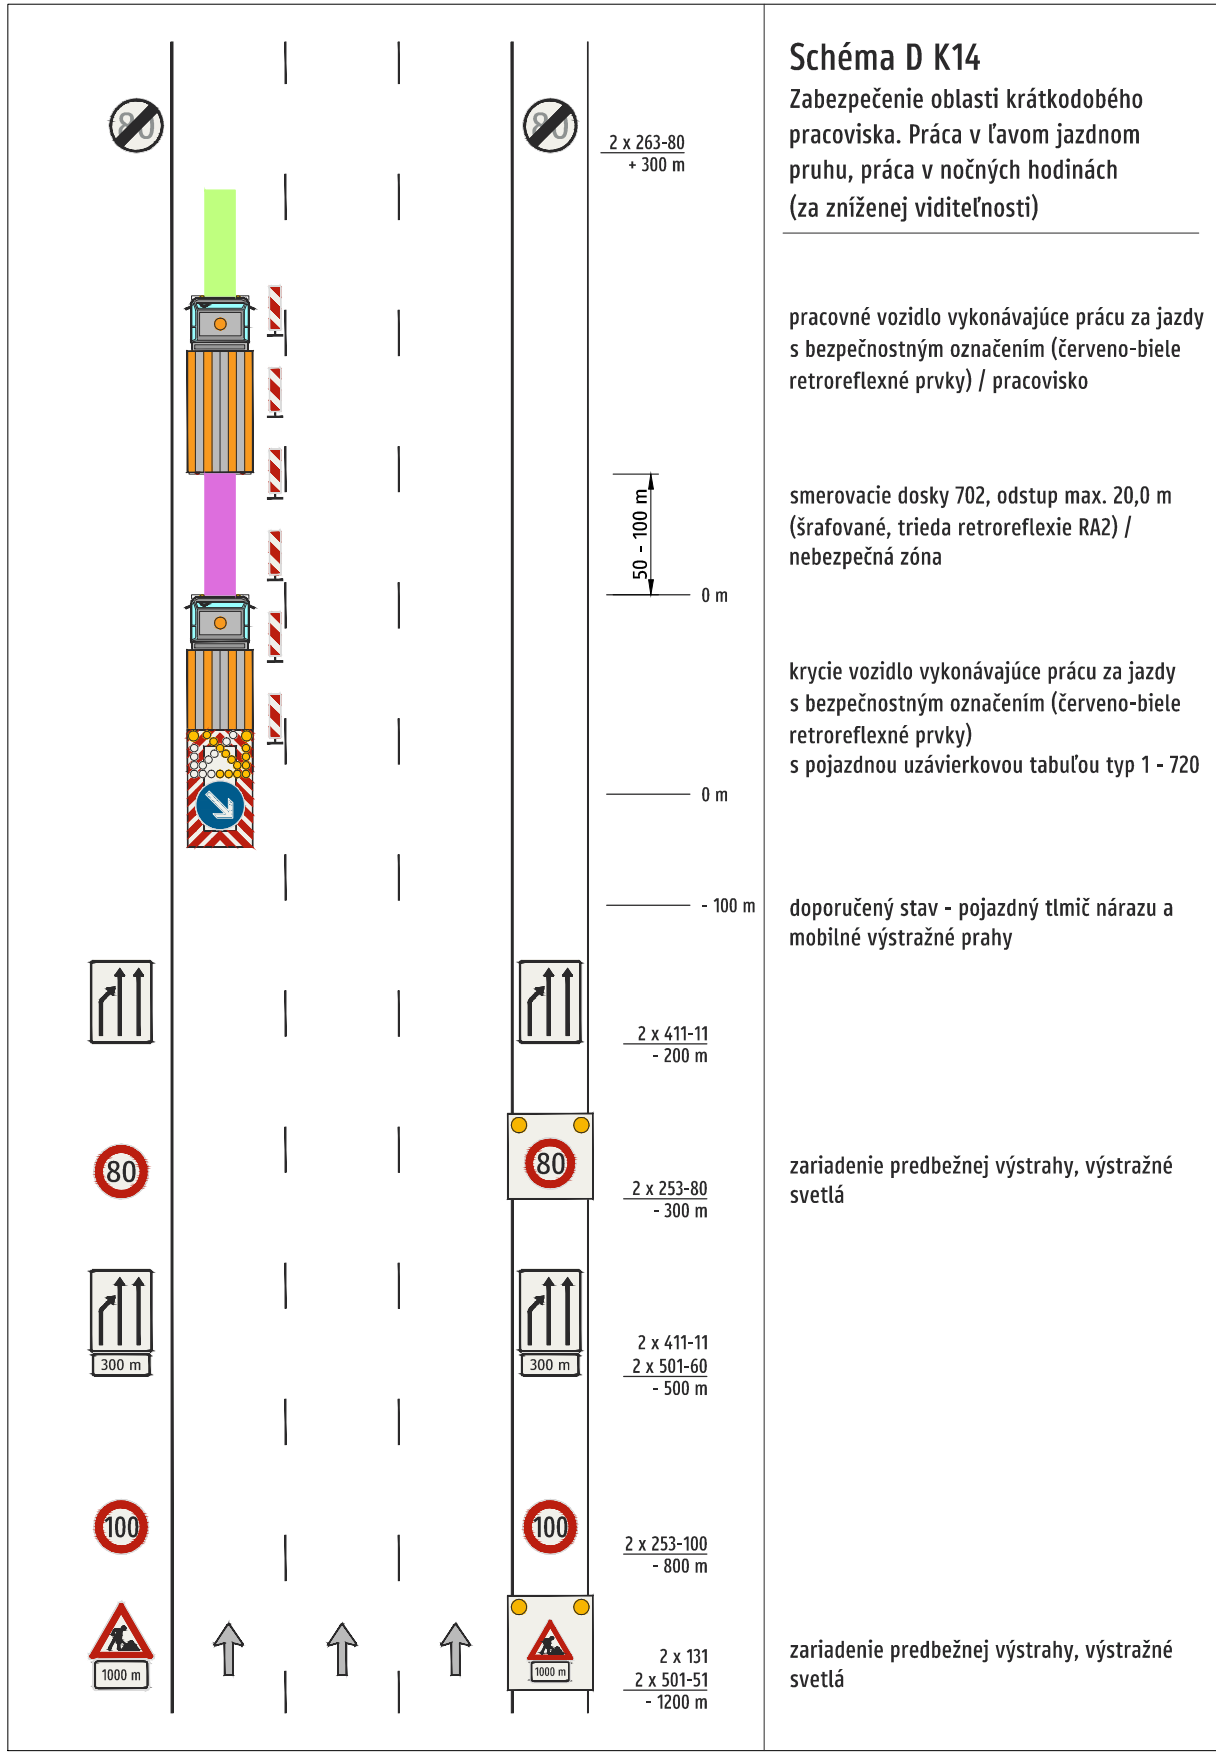 Schéma D K14
Zabezpečenie oblasti krátkodobého
pracoviska. Práca v ľavom jazdnom
pruhu, práca v nočných hodinách
(za zníženej viditeľnosti)
80
80
2 x 263-80
+ 300 m
pracovné vozidlo vykonávajúce prácu za jazdy
s bezpečnostným označením (červeno-biele
retroreflexné prvky) / pracovisko
50 - 100 m
smerovacie dosky 702, odstup max. 20,0 m
(šrafované, trieda retroreflexie RA2) /
nebezpečná zóna
0 m
krycie vozidlo vykonávajúce prácu za jazdy
s bezpečnostným označením (červeno-biele
retroreflexné prvky)
s pojazdnou uzávierkovou tabuľou typ 1 - 720
0 m
- 100 m
doporučený stav - pojazdný tlmič nárazu a
mobilné výstražné prahy
2 x 411-11
- 200 m
80
80
2 x 253-80
- 300 m
zariadenie predbežnej výstrahy, výstražné
svetlá
300 m
300 m
2 x 411-11
2 x 501-60
- 500 m
100
100
2 x 253-100
- 800 m
1000 m
1000 m
2 x 131
2 x 501-51
- 1200 m
zariadenie predbežnej výstrahy, výstražné
svetlá